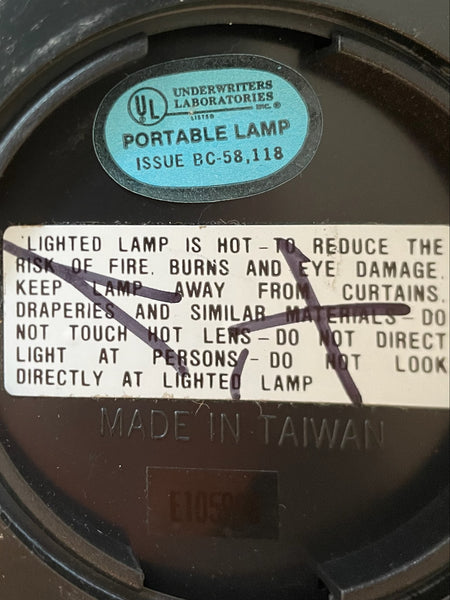 UL
UNDERWRITERS
LABORATORIES
INC. ®
LISTED
PORTABLE LAMP
ISSUE BC-58,118
LIGHTED LAMP IS HOT-TO REDUCE THE
RISK OF FIRE. BURNS AND EYE DAMAGE.
KEEP LAMP AWAY FROM CURTAINS.
DRAPERIES AND SIMILAR MATERIALS-DO
NOT TOUCH HOT LENS-DO NOT DIRECT
LIGHT AT PERSONS-DO NOT LOOK
DIRECTLY AT LIGHTED LAMP
MADE IN TAIWAN